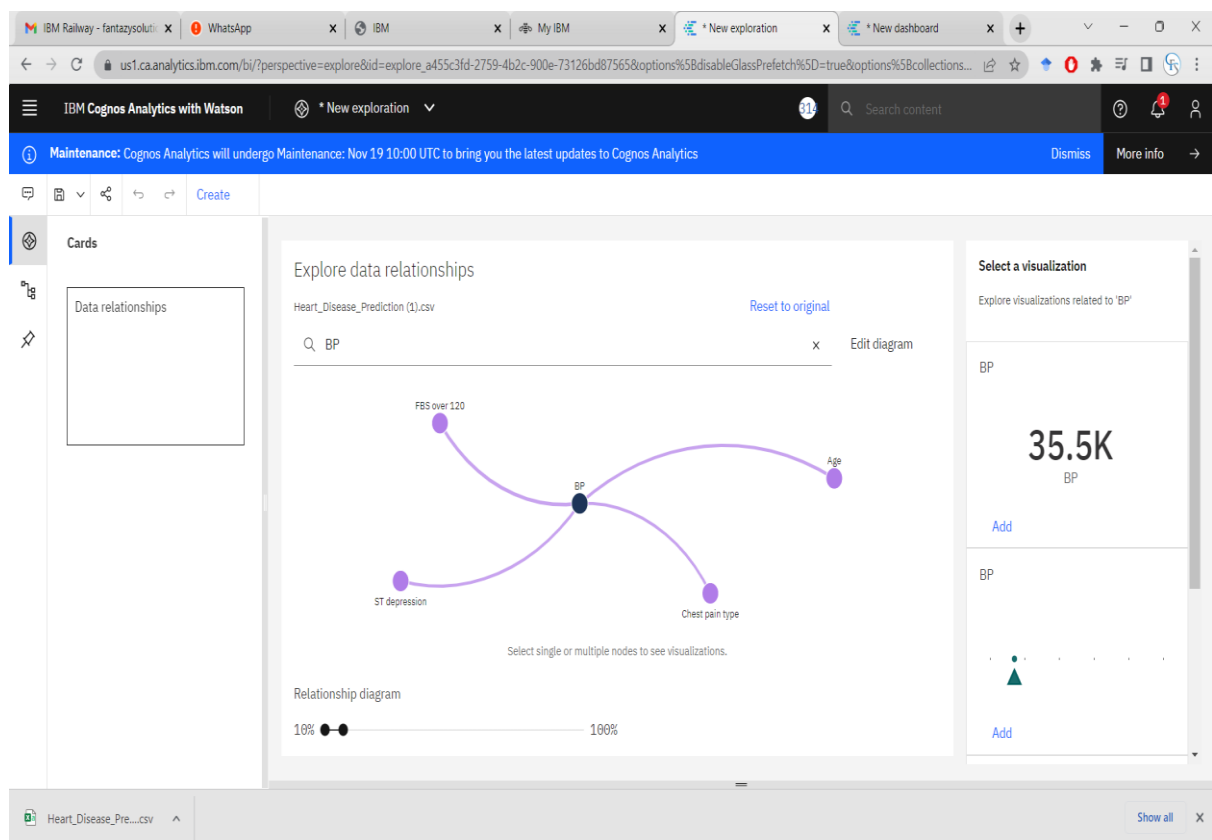 IBM Railway - fantazysolutic
WhatsApp
IBM
My IBM
* New exploration
* New dashboard
us1.ca.analytics.ibm.com/bi/?perspective=explore&id=explore_a455c3fd-2759-4b2c-900e-73126bd87565&options%5BdisableGlassPrefetch%5D=true&options%5Bcollections...
IBM Cognos Analytics with Watson
* New exploration
314
Search content
1
Maintenance: Cognos Analytics will undergo Maintenance: Nov 19 10:00 UTC to bring you the latest updates to Cognos Analytics
Dismiss
More info
Create
Cards
Data relationships
Explore data relationships
Heart_Disease_Prediction (1).csv
Reset to original
BP
Edit diagram
FBS over 120
Age
BP
ST depression
Chest pain type
Select single or multiple nodes to see visualizations.
Relationship diagram
10%
100%
Select a visualization
Explore visualizations related to 'BP'
BP
35.5K
BP
Add
BP
Add
Heart_Disease_Pre....csv
Show all